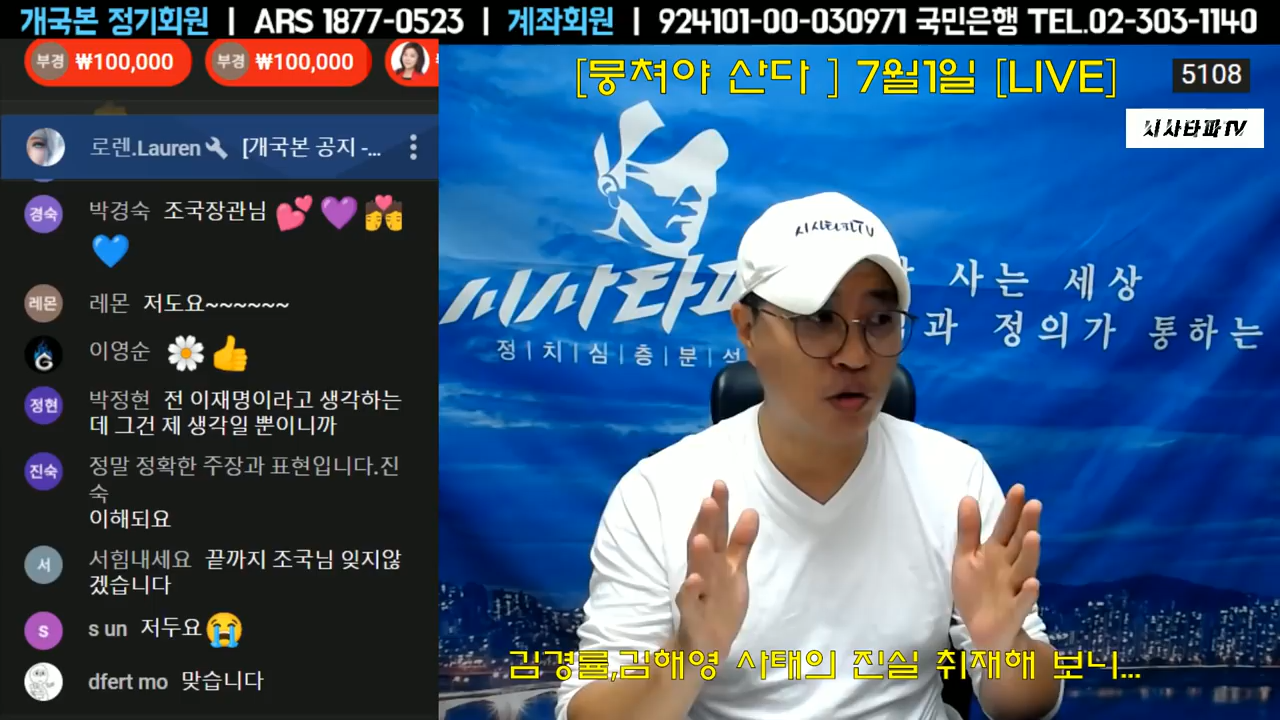 개국본 정기회원 | ARS 1877-0523 | 계좌회원 | 924101-00-030971 국민은행 TEL.02-303-1140
부경 ₩100,000 부경 ₩100,000
로렌.Lauren [개국본 공지 -...
경숙 박경숙 조국장관님
레몬 레몬 저도요~~~~~~
이영순
정현 박정현 전 이재명이라고 생각하는
데 그건 제 생각일 뿐이니까
진숙 정말 정확한 주장과 표현입니다.진
숙
이해되요
서 서힘내세요 끝까지 조국님 잊지않
겠습니다
s s un 저두요
dfert mo 맞습니다
[뭉쳐야 산다 ] 7월1일 [LIVE]
5108
시사타파TV
시사타파TV
시사타파
정|치|심|층|분|석
사는 세상
과 정의가 통하는
김경률,김해영 사태의 진실 취재해 보니...